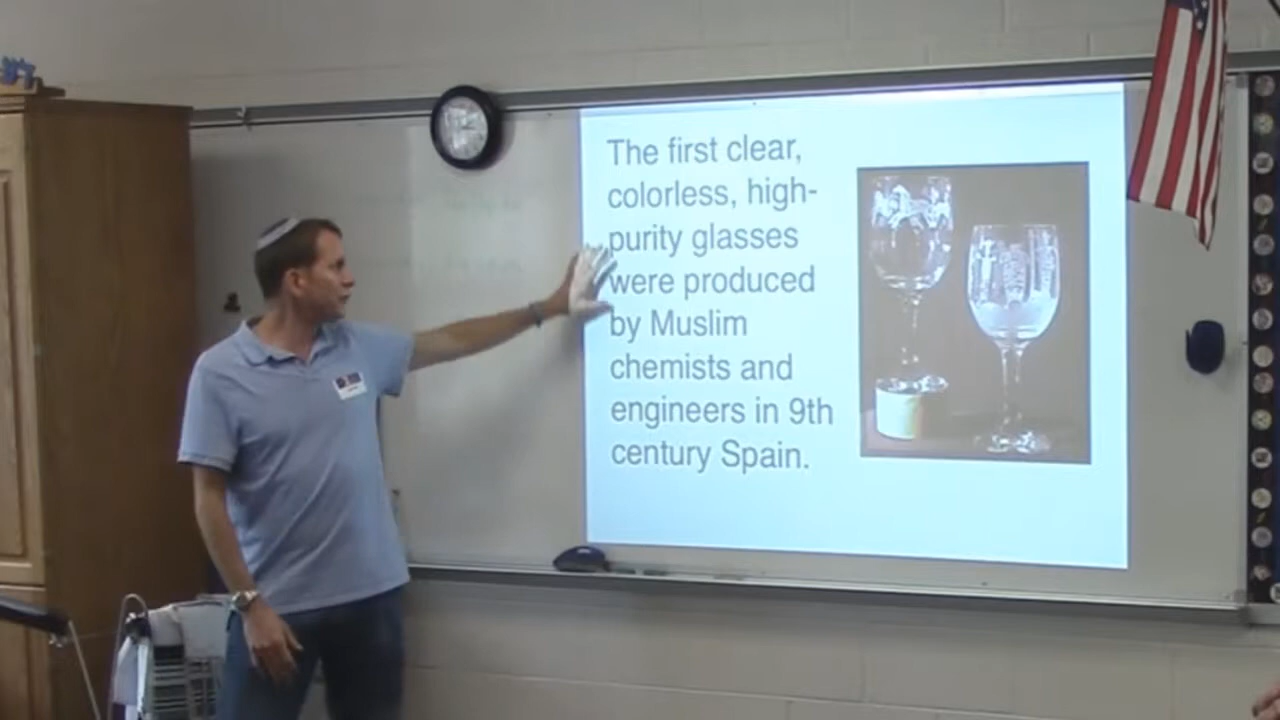 The first clear,
colorless, high-
purity glasses
were produced
by Muslim
chemists and
engineers in 9th
century Spain.